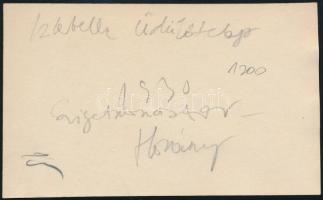 Izabella Üdülőtelep
1200
1930
Szigetmonostor -
Horány